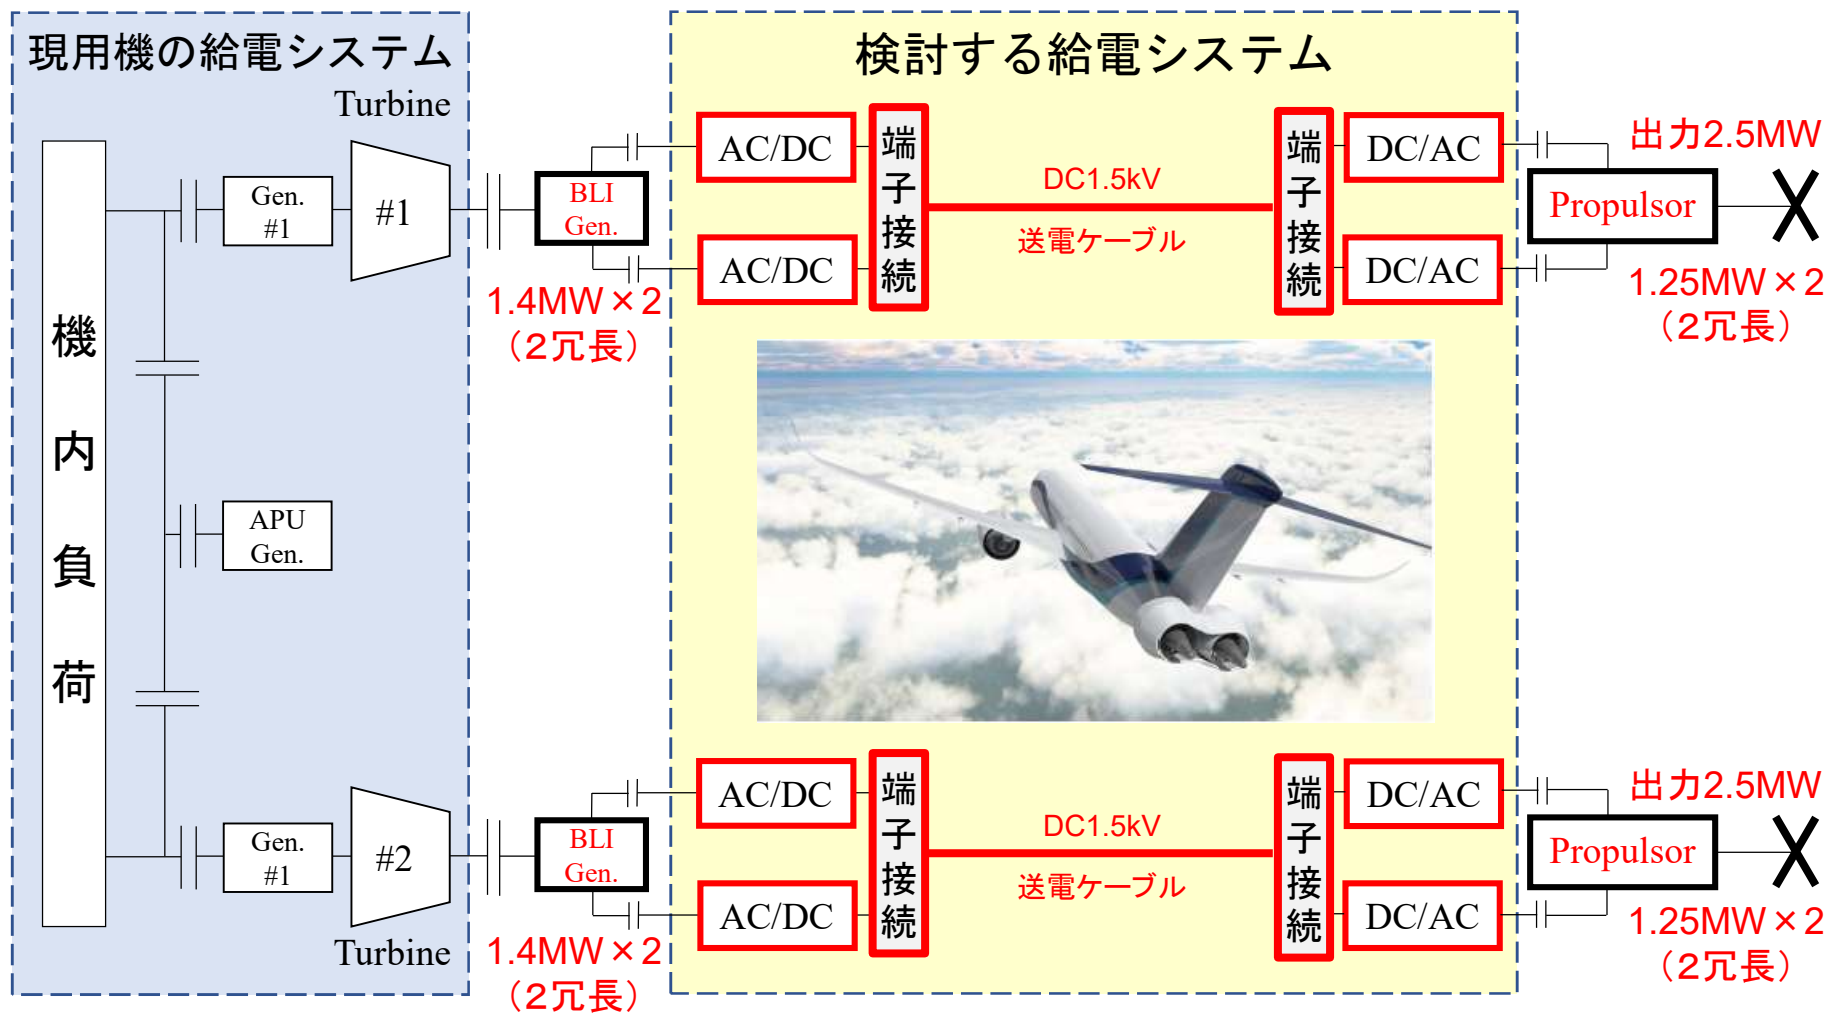 現用機の給電システム
Turbine
機内負荷
Gen.
#1
#1
APU
Gen.
Gen.
#1
#2
Turbine
BLI
Gen.
1.4MW×2
（２冗長）
BLI
Gen.
1.4MW×2
（２冗長）
検討する給電システム
AC/DC
AC/DC
端子接続
DC1.5kV
送電ケーブル
端子接続
DC/AC
DC/AC
AC/DC
AC/DC
端子接続
DC1.5kV
送電ケーブル
端子接続
DC/AC
DC/AC
出力2.5MW
Propulsor
1.25MW×2
（２冗長）
出力2.5MW
Propulsor
1.25MW×2
（２冗長）